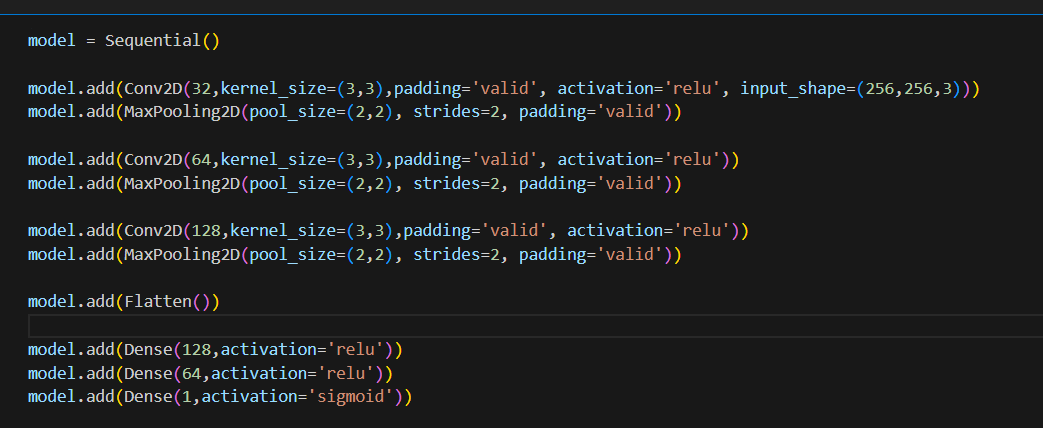 model = Sequential()
model.add(Conv2D(32,kernel_size=(3,3),padding='valid', activation='relu', input_shape=(256,256,3)))
model.add(MaxPooling2D(pool_size=(2,2), strides=2, padding='valid'))
model.add(Conv2D(64,kernel_size=(3,3),padding='valid', activation='relu'))
model.add(MaxPooling2D(pool_size=(2,2), strides=2, padding='valid'))
model.add(Conv2D(128,kernel_size=(3,3),padding='valid', activation='relu'))
model.add(MaxPooling2D(pool_size=(2,2), strides=2, padding='valid'))
model.add(Flatten())
model.add(Dense(128,activation='relu'))
model.add(Dense(64,activation='relu'))
model.add(Dense(1,activation='sigmoid'))